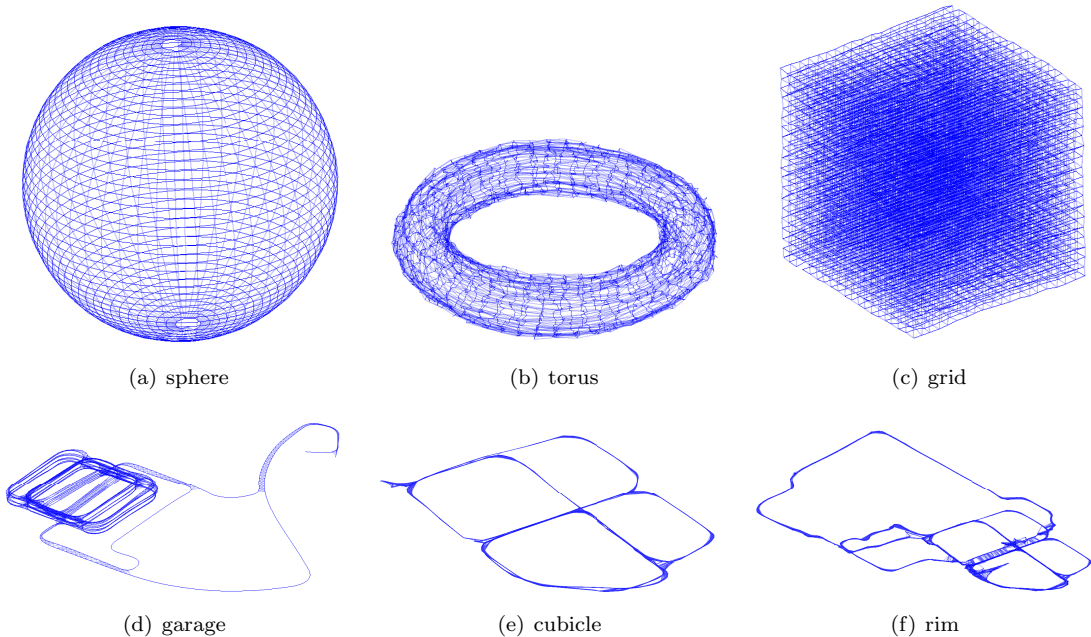 (a) sphere
(b) torus
(c) grid
(d) garage
(e) cubicle
(f) rim